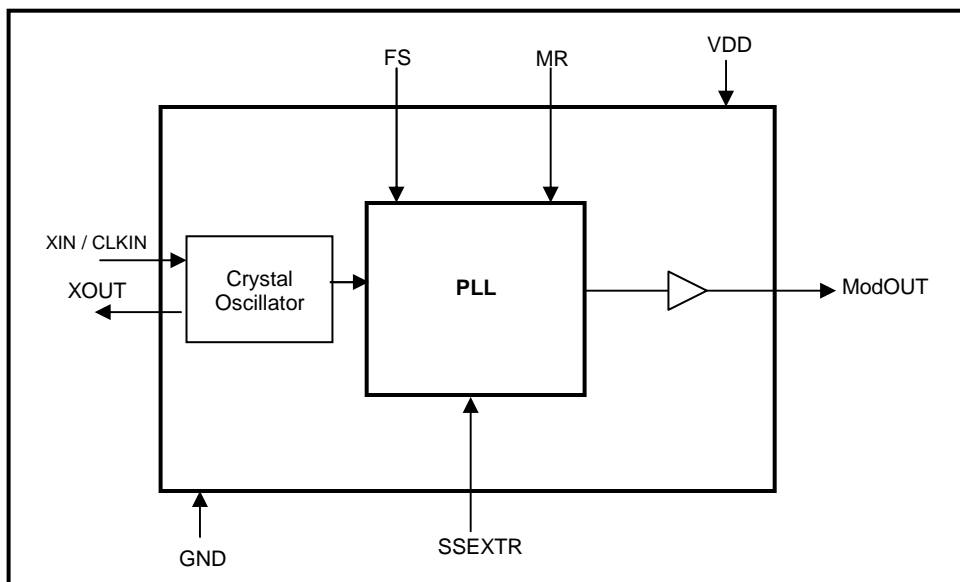 FS
MR
VDD
XIN / CLKIN
XOUT
Crystal
Oscillator
PLL
ModOUT
GND
SSEXTR